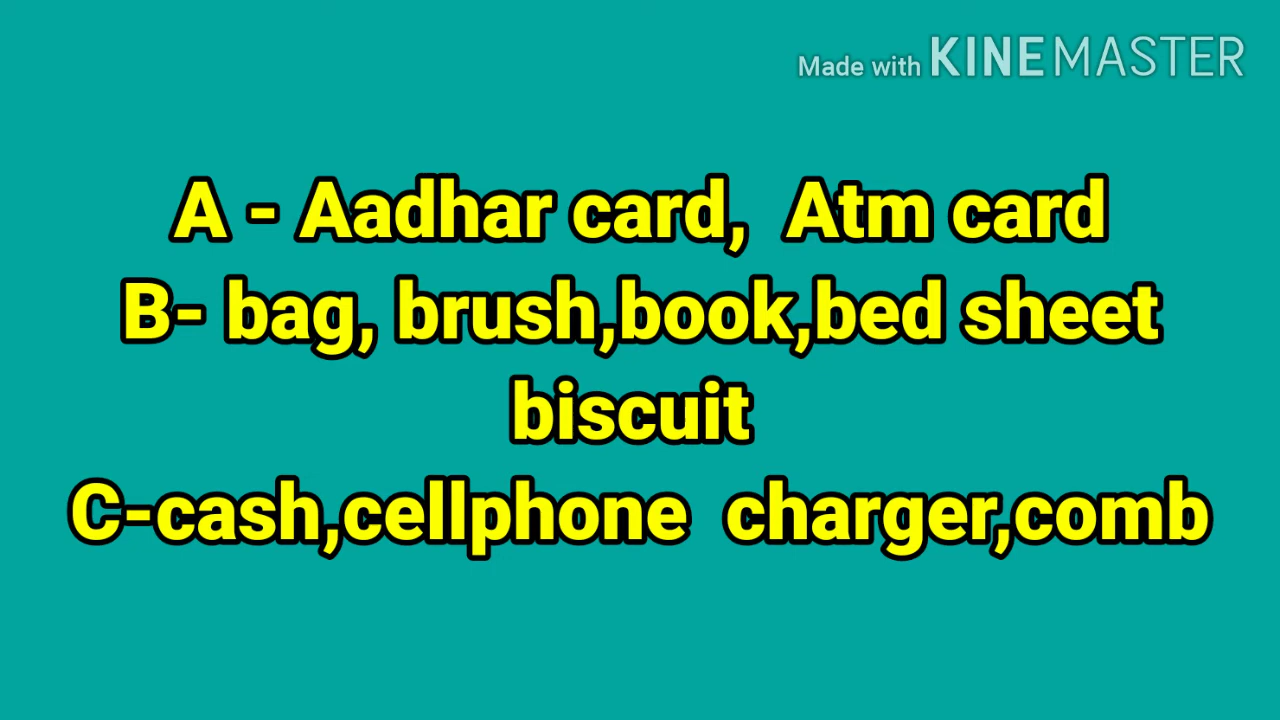 Made with KINEMASTER
A - Aadhar card, Atm card
B- bag, brush,book,bed sheet
biscuit
C-cash,cellphone charger,comb